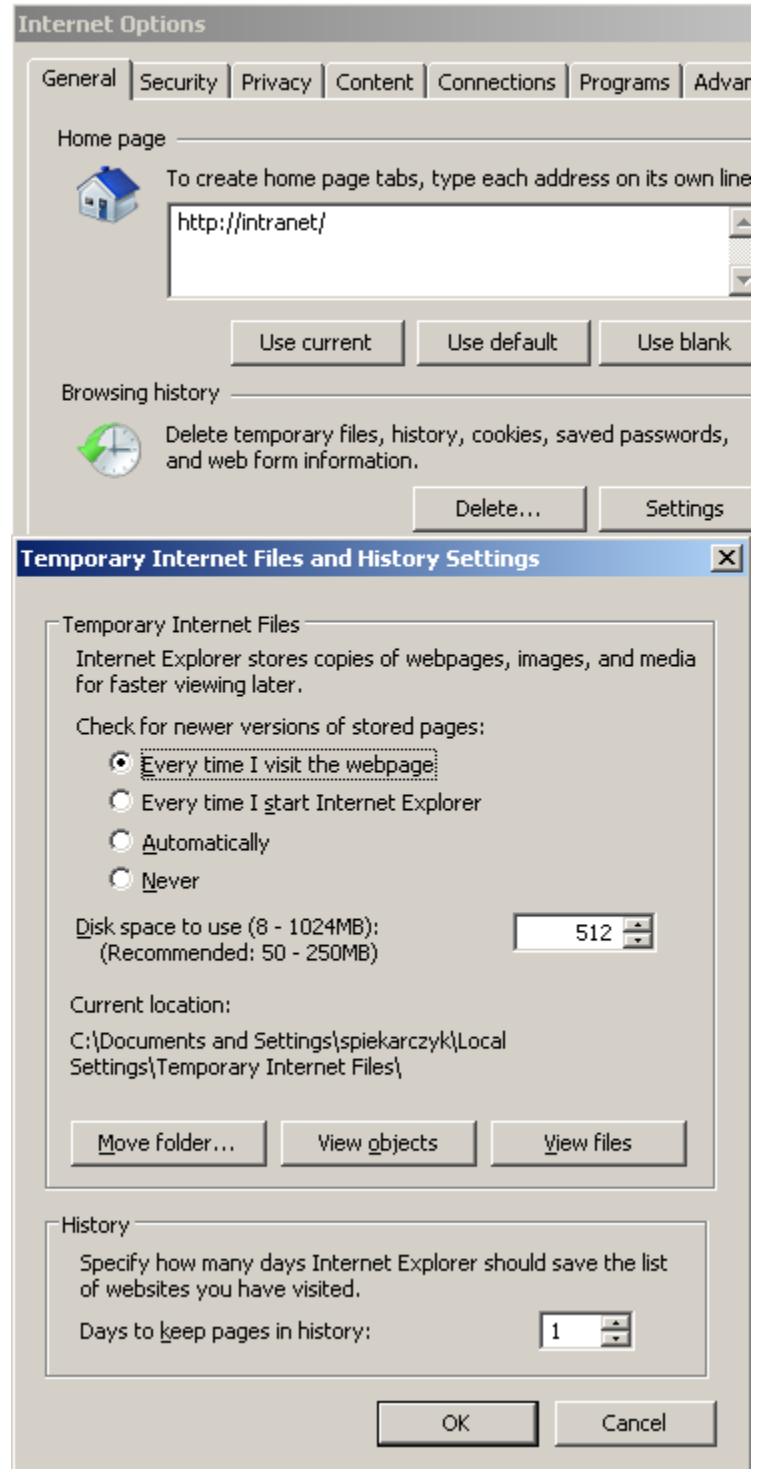 Internet Options
General Security Privacy Content Connections Programs Advan
Home page
To create home page tabs, type each address on its own line
http://intranet/
Use current Use default Use blank
Browsing history
Delete temporary files, history, cookies, saved passwords,
and web form information.
Delete... Settings
Temporary Internet Files and History Settings
Temporary Internet Files
Internet Explorer stores copies of webpages, images, and media
for faster viewing later.
Check for newer versions of stored pages:
Every time I visit the webpage
Every time I start Internet Explorer
Automatically
Never
Disk space to use (8 - 1024MB): 512
(Recommended: 50 - 250MB)
Current location:
C:\Documents and Settings\spiekarczyk\Local
Settings\Temporary Internet Files\
Move folder... View objects View files
History
Specify how many days Internet Explorer should save the list
of websites you have visited.
Days to keep pages in history: 1
OK Cancel